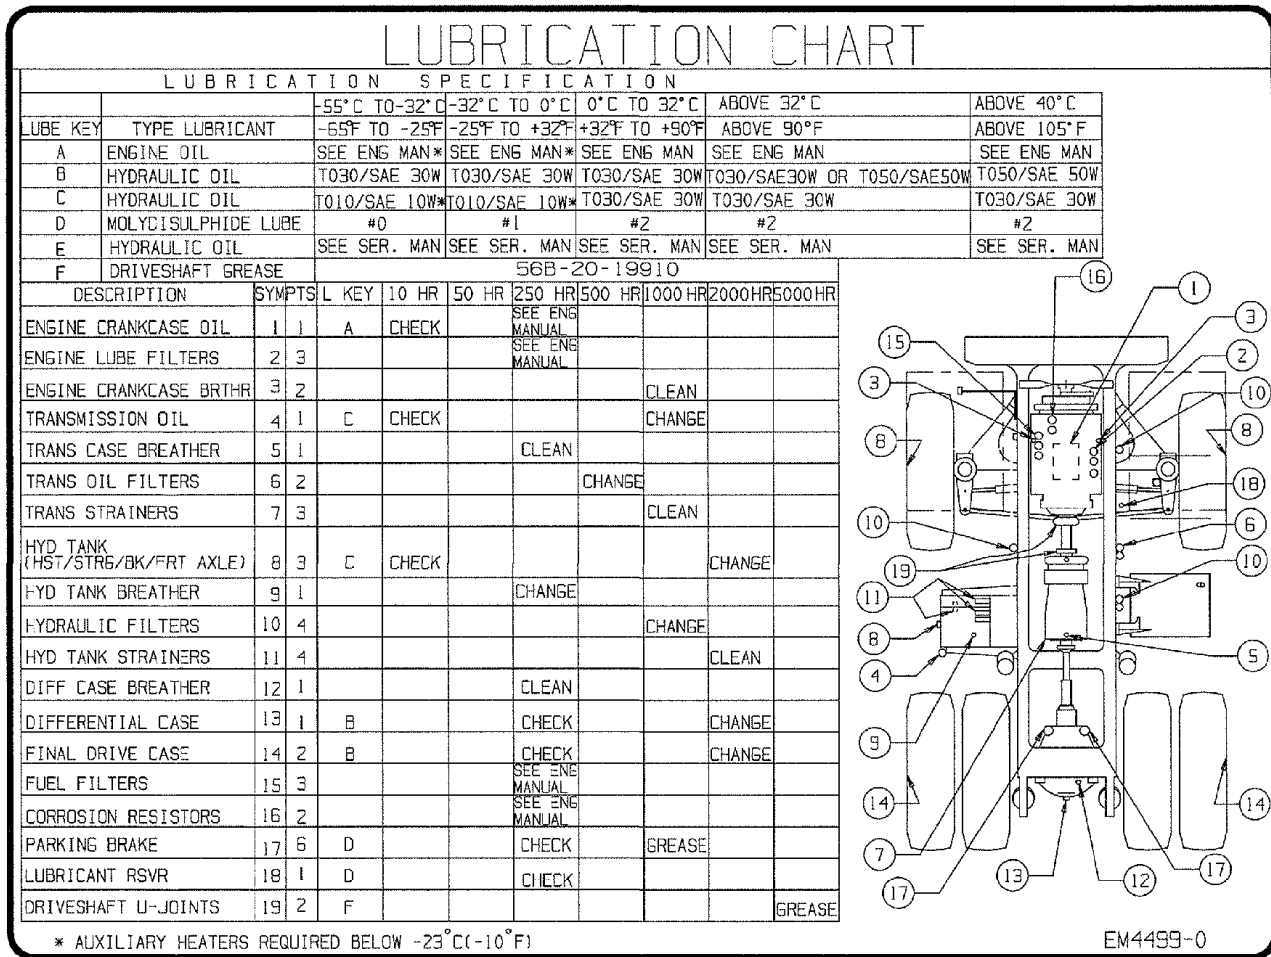 LUBRICATION CHART
LUBRICATION SPECIFICATION
-55°C TO-32°C -32°C TO 0°C 0°C TO 32°C ABOVE 32°C ABOVE 40°C
LUBE KEY TYPE LUBRICANT -65°F TO -25°F -25°F TO +32°F +32°F TO +90°F ABOVE 90°F ABOVE 105°F
A ENGINE OIL SEE ENG MAN* SEE ENG MAN* SEE ENG MAN SEE ENG MAN SEE ENG MAN
B HYDRAULIC OIL TO30/SAE 30W TO30/SAE 30W TO30/SAE 30W TO30/SAE30W OR TO50/SAE50W TO50/SAE 50W
C HYDRAULIC OIL TO10/SAE 10W* TO10/SAE 10W* TO30/SAE 30W TO30/SAE 30W TO30/SAE 30W
D MOLYDISULPHIDE LUBE #0 #1 #2 #2 #2
E HYDRAULIC OIL SEE SER. MAN SEE SER. MAN SEE SER. MAN SEE SER. MAN SEE SER. MAN
F DRIVESHAFT GREASE 56B-20-19910
DESCRIPTION SYM PTS L KEY 10 HR 50 HR 250 HR 500 HR 1000 HR 2000HR 5000HR
ENGINE CRANKCASE OIL 1 1 A CHECK SEE ENG MANUAL
ENGINE LUBE FILTERS 2 3 SEE ENG MANUAL
ENGINE CRANKCASE BRTHR 3 2 CLEAN
TRANSMISSION OIL 4 1 C CHECK CHANGE
TRANS CASE BREATHER 5 1 CLEAN
TRANS OIL FILTERS 6 2 CHANGE
TRANS STRAINERS 7 3 CLEAN
HYD TANK
(HST/STRG/BK/FRT AXLE) 8 3 C CHECK CHANGE
HYD TANK BREATHER 9 1 CHANGE
HYDRAULIC FILTERS 10 4 CHANGE
HYD TANK STRAINERS 11 4 CLEAN
DIFF CASE BREATHER 12 1 CLEAN
DIFFERENTIAL CASE 13 1 B CHECK CHANGE
FINAL DRIVE CASE 14 2 B CHECK CHANGE
FUEL FILTERS 15 3 SEE ENG MANUAL
CORROSION RESISTORS 16 2 SEE ENG MANUAL
PARKING BRAKE 17 6 D CHECK GREASE
LUBRICANT RSVR 18 1 D CHECK
DRIVESHAFT U-JOINTS 19 2 F GREASE
* AUXILIARY HEATERS REQUIRED BELOW -23°C(-10°F)
16
1
3
15
2
3
10
8
8
18
10
6
19
10
11
8
5
4
9
14
14
7
17
13
12
17
EM4499-0